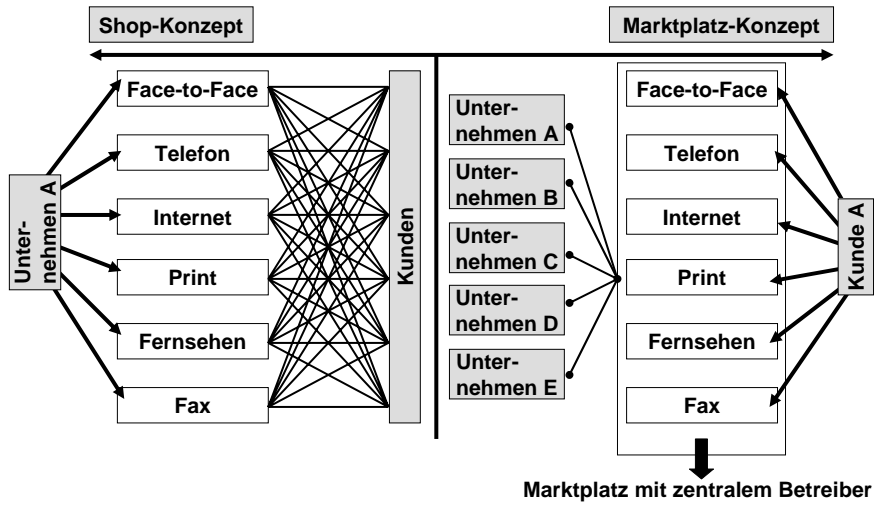 Shop-Konzept
Marktplatz-Konzept
Unter-
nehmen A
Face-to-Face
Telefon
Internet
Print
Fernsehen
Fax
Kunden
Unter-
nehmen A
Unter-
nehmen B
Unter-
nehmen C
Unter-
nehmen D
Unter-
nehmen E
Face-to-Face
Telefon
Internet
Print
Fernsehen
Fax
Kunde A
Marktplatz mit zentralem Betreiber